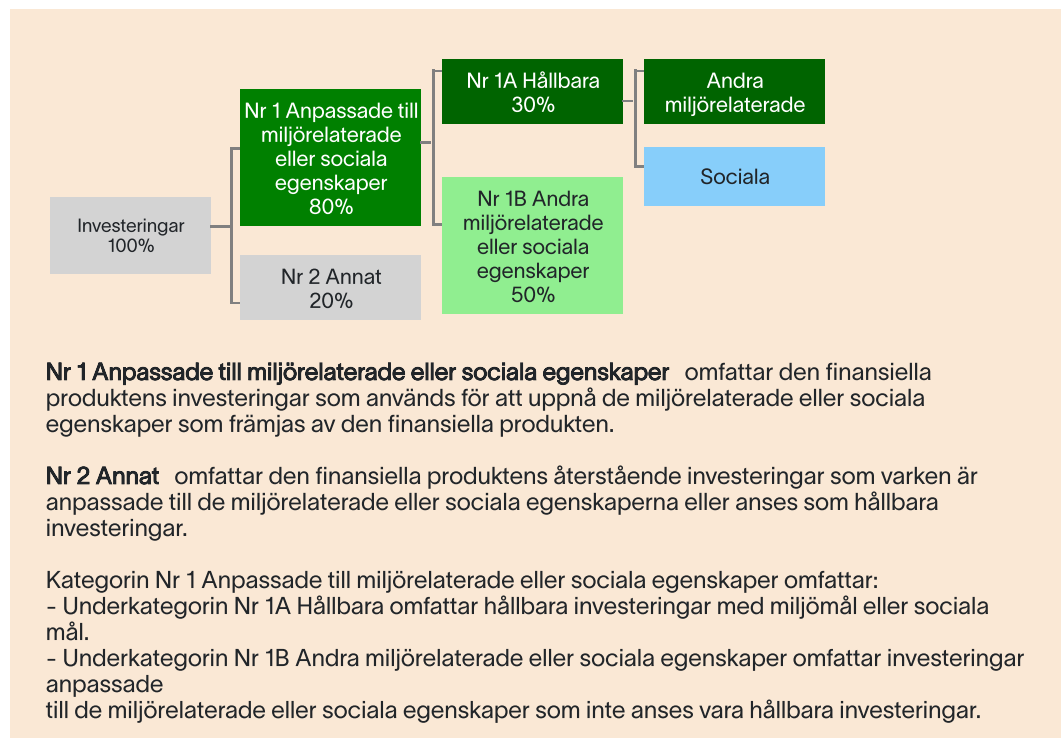 Investeringar
100%
Nr 1 Anpassade till
miljörelaterade
eller sociala
egenskaper
80%
Nr 2 Annat
20%
Nr 1A Hållbara
30%
Nr 1B Andra
miljörelaterade
eller sociala
egenskaper
50%
Andra
miljörelaterade
Sociala
Nr 1 Anpassade till miljörelaterade eller sociala egenskaper omfattar den finansiella
produktens investeringar som används för att uppnå de miljörelaterade eller sociala
egenskaper som främjas av den finansiella produkten.
Nr 2 Annat omfattar den finansiella produktens återstående investeringar som varken är
anpassade till de miljörelaterade eller sociala egenskaperna eller anses som hållbara
investeringar.
Kategorin Nr 1 Anpassade till miljörelaterade eller sociala egenskaper omfattar:
- Underkategorin Nr 1A Hållbara omfattar hållbara investeringar med miljömål eller sociala
mål.
- Underkategorin Nr 1B Andra miljörelaterade eller sociala egenskaper omfattar investeringar
anpassade
till de miljörelaterade eller sociala egenskaper som inte anses vara hållbara investeringar.